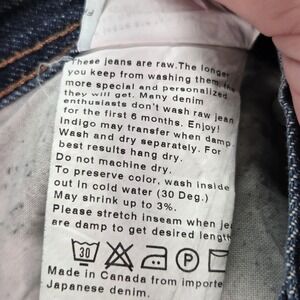 These jeans are raw.The longer
you keep from washing them, the
more special and personalized
they will get. Many denim
enthusiasts don't wash raw jean
for the first 6 months. Enjoy!
Indigo may transfer when damp.
Wash and dry separately. For
best results hang dry.
Do not machine dry.
To preserve color, wash inside
out in cold water (30 Deg.)
May shrink up to 3%.
Please stretch inseam when
are damp to get desired length
30 P
Made in Canada from
Japanese denim.